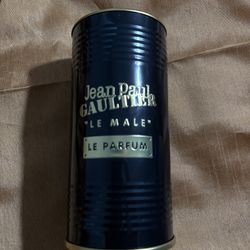 Jean Paul
GAULTIER
"LE MALE"
LE PARFUM